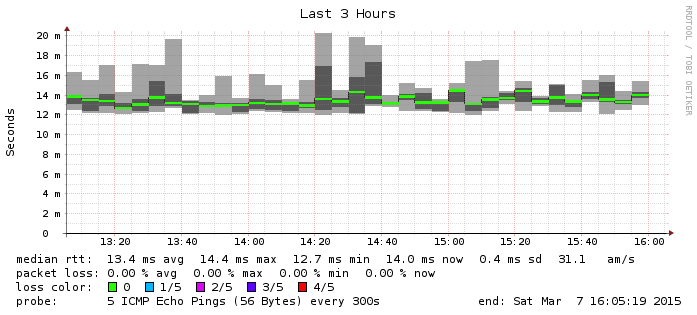 Last 3 Hours
RRDTOOL / TOBI OETIKER
Seconds
20 m
18 m
16 m
14 m
12 m
10 m
8 m
6 m
4 m
2 m
0
13:20 13:40 14:00 14:20 14:40 15:00 15:20 15:40 16:00
median rtt: 13.4 ms avg 14.4 ms max 12.7 ms min 14.0 ms now 0.4 ms sd 31.1 am/s
packet loss: 0.00 % avg 0.00 % max 0.00 % min 0.00 % now
loss color: 0 1/5 2/5 3/5 4/5
probe: 5 ICMP Echo Pings (56 Bytes) every 300s end: Sat Mar 7 16:05:19 2015